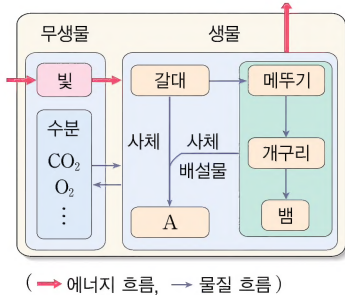 무생물
생물
빛
갈대
메뚜기
수분
CO₂
O₂
⋮
사체
사체
배설물
개구리
A
뱀
( → 에너지 흐름, → 물질 흐름 )